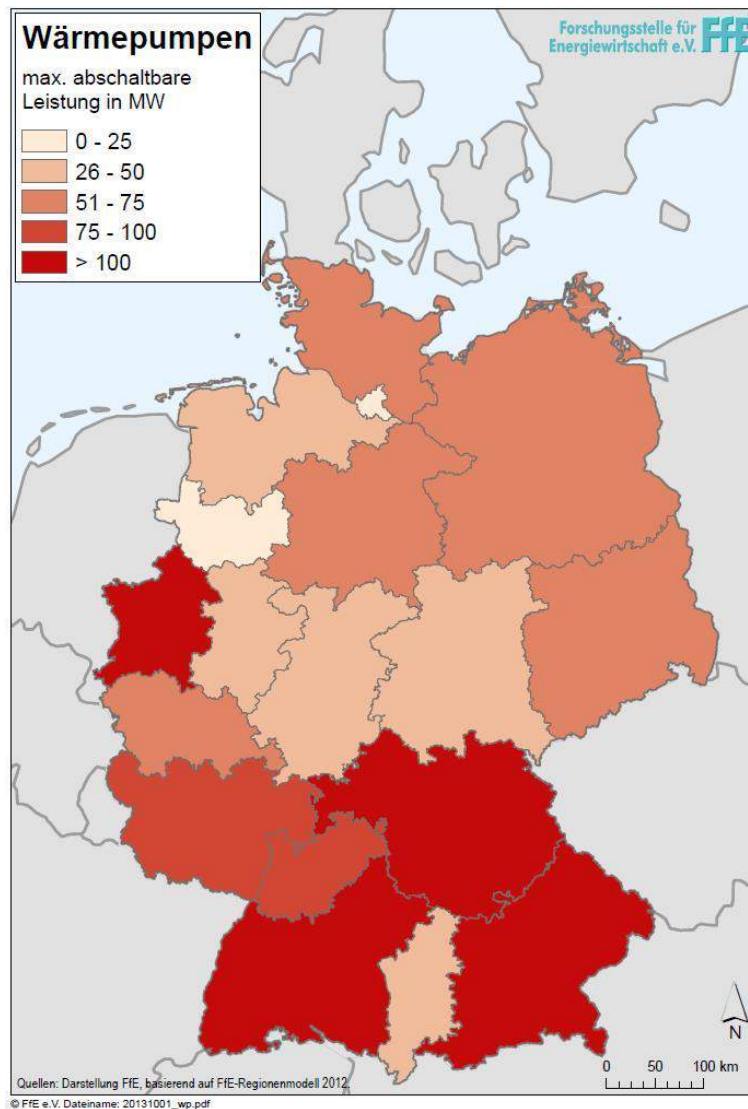 Wärmepumpen
max. abschaltbare
Leistung in MW
0 - 25
26 - 50
51 - 75
75 - 100
> 100
Forschungsstelle für
Energiewirtschaft e.V. FfE
N
0 50 100 km
Quellen: Darstellung FfE, basierend auf FfE-Regionenmodell 2012.
© FfE e.V. Dateiname: 20131001_wp.pdf